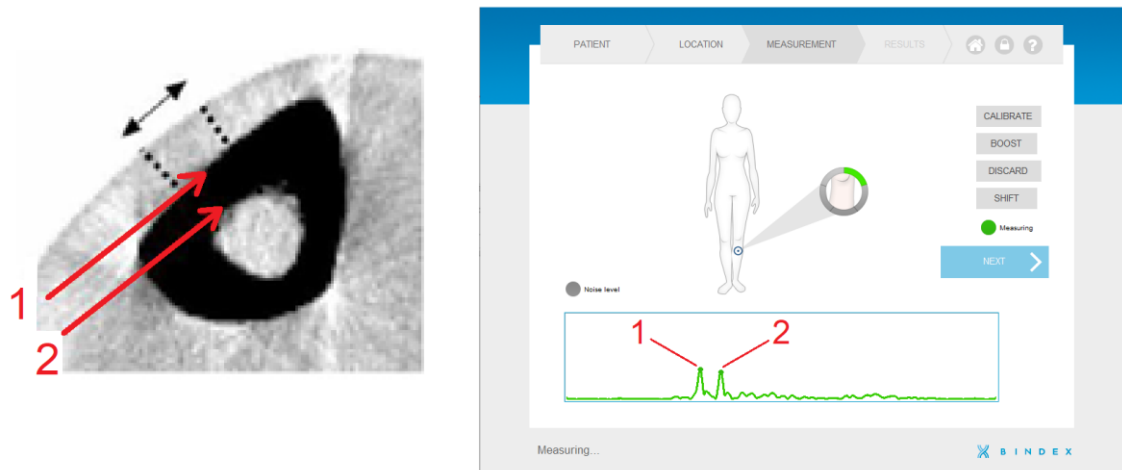 1
2
PATIENT
LOCATION
MEASUREMENT
RESULTS
?
CALIBRATE
BOOST
DISCARD
SHIFT
Measuring
NEXT
Noise level
1
2
Measuring...
BINDEX